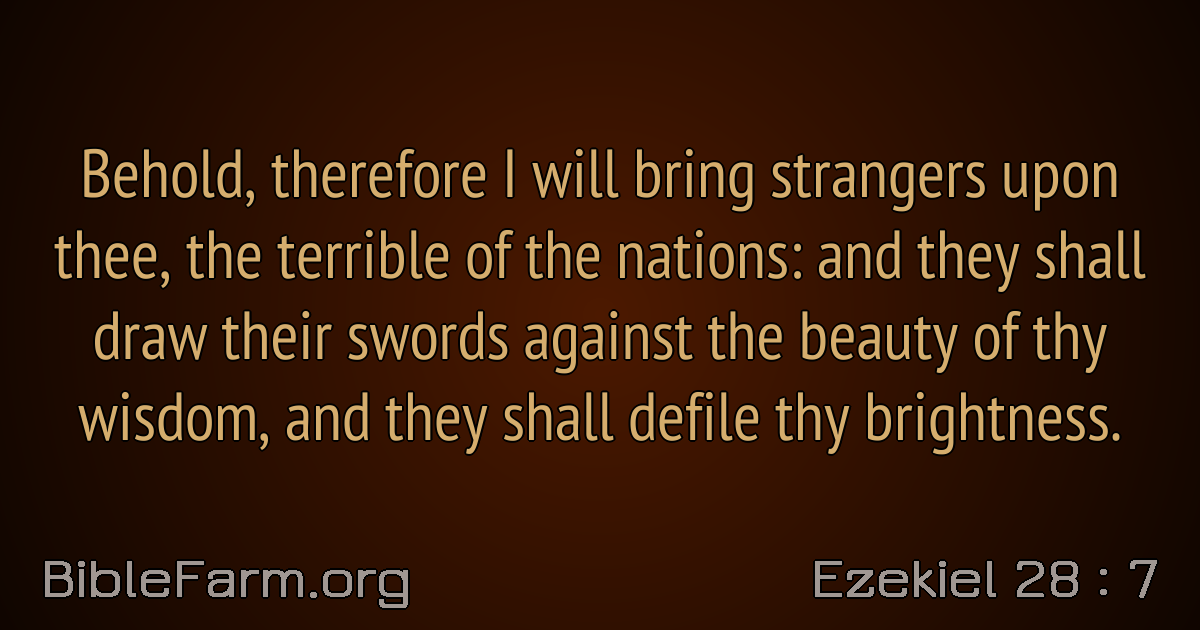 Behold, therefore I will bring strangers upon
thee, the terrible of the nations: and they shall
draw their swords against the beauty of thy
wisdom, and they shall defile thy brightness.
BibleFarm.org
Ezekiel 28 : 7